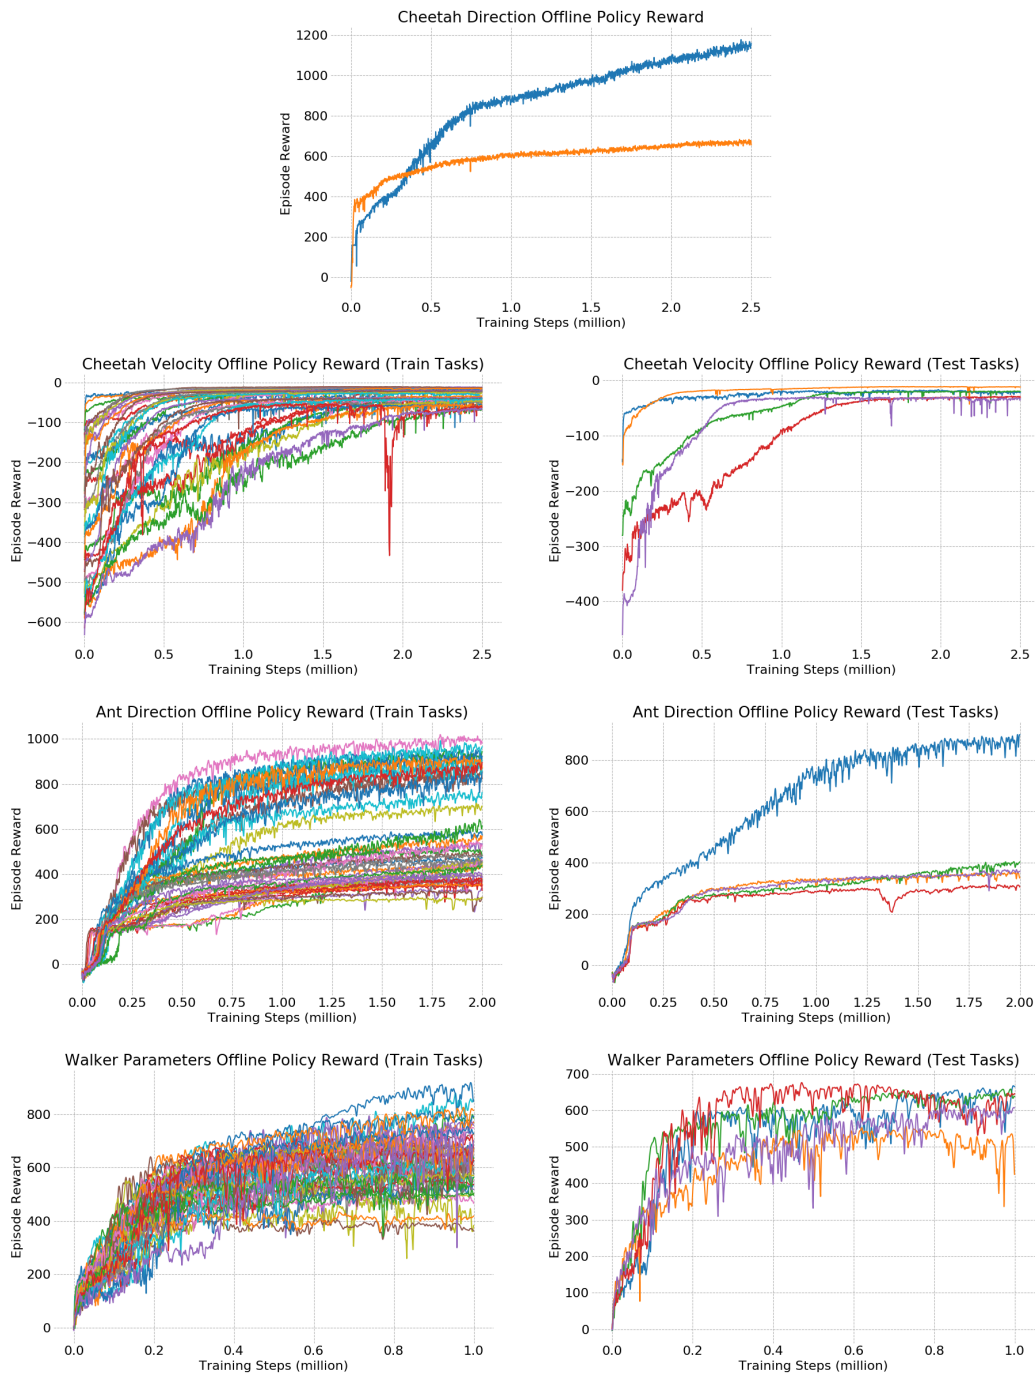 Cheetah Direction Offline Policy Reward
1200
1000
800
600
400
200
0
Episode Reward
0.0 0.5 1.0 1.5 2.0 2.5
Training Steps (million)
Cheetah Velocity Offline Policy Reward (Train Tasks)
0
−100
−200
−300
−400
−500
−600
Episode Reward
0.0 0.5 1.0 1.5 2.0 2.5
Training Steps (million)
Cheetah Velocity Offline Policy Reward (Test Tasks)
0
−100
−200
−300
−400
Episode Reward
0.0 0.5 1.0 1.5 2.0 2.5
Training Steps (million)
Ant Direction Offline Policy Reward (Train Tasks)
1000
800
600
400
200
0
Episode Reward
0.00 0.25 0.50 0.75 1.00 1.25 1.50 1.75 2.00
Training Steps (million)
Ant Direction Offline Policy Reward (Test Tasks)
800
600
400
200
0
Episode Reward
0.00 0.25 0.50 0.75 1.00 1.25 1.50 1.75 2.00
Training Steps (million)
Walker Parameters Offline Policy Reward (Train Tasks)
800
600
400
200
0
Episode Reward
0.0 0.2 0.4 0.6 0.8 1.0
Training Steps (million)
Walker Parameters Offline Policy Reward (Test Tasks)
700
600
500
400
300
200
100
0
Episode Reward
0.0 0.2 0.4 0.6 0.8 1.0
Training Steps (million)